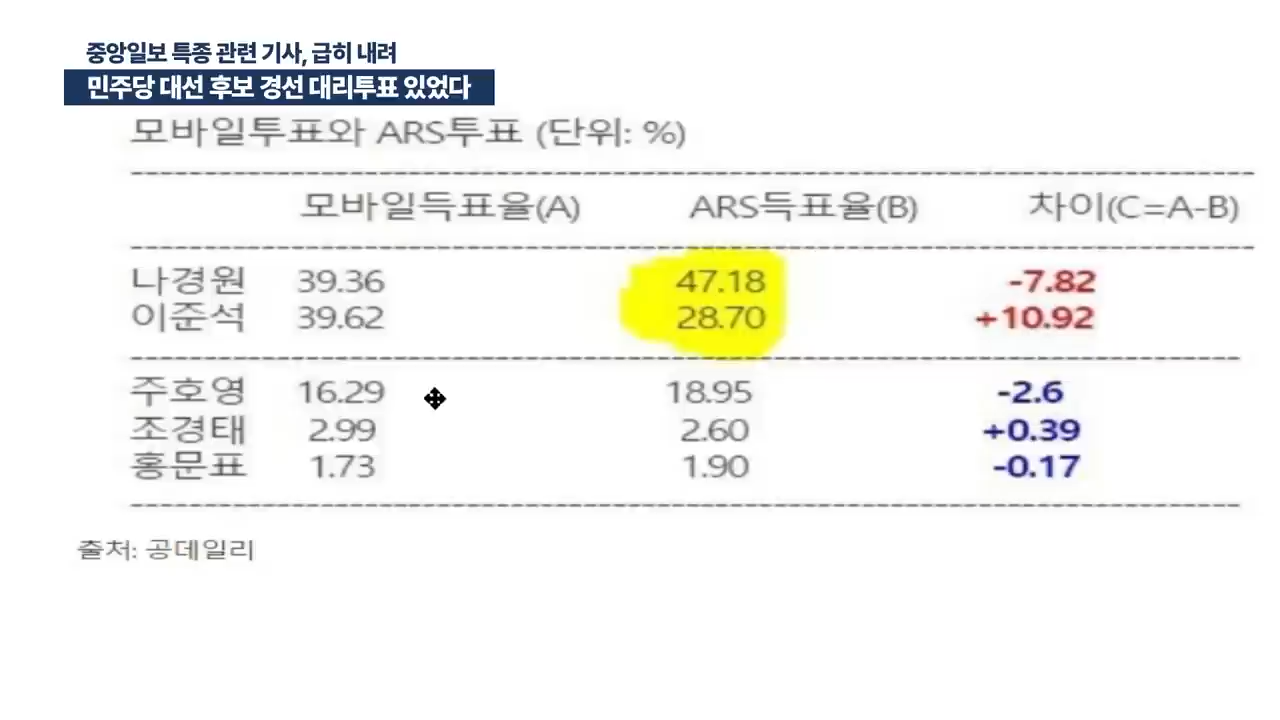 중앙일보 특종 관련 기사, 급히 내려
민주당 대선 후보 경선 대리투표 있었다
모바일투표와 ARS투표 (단위: %)
모바일득표율(A) ARS득표율(B) 차이(C=A-B)
나경원 39.36 47.18 -7.82
이준석 39.62 28.70 +10.92
주호영 16.29 18.95 -2.6
조경태 2.99 2.60 +0.39
홍문표 1.73 1.90 -0.17
출처: 공데일리